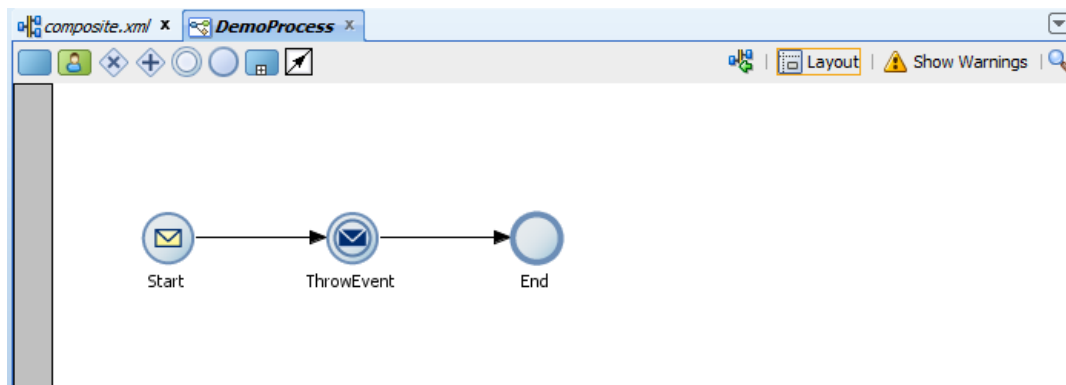 composite.xml x DemoProcess x
Layout Show Warnings
Start ThrowEvent End